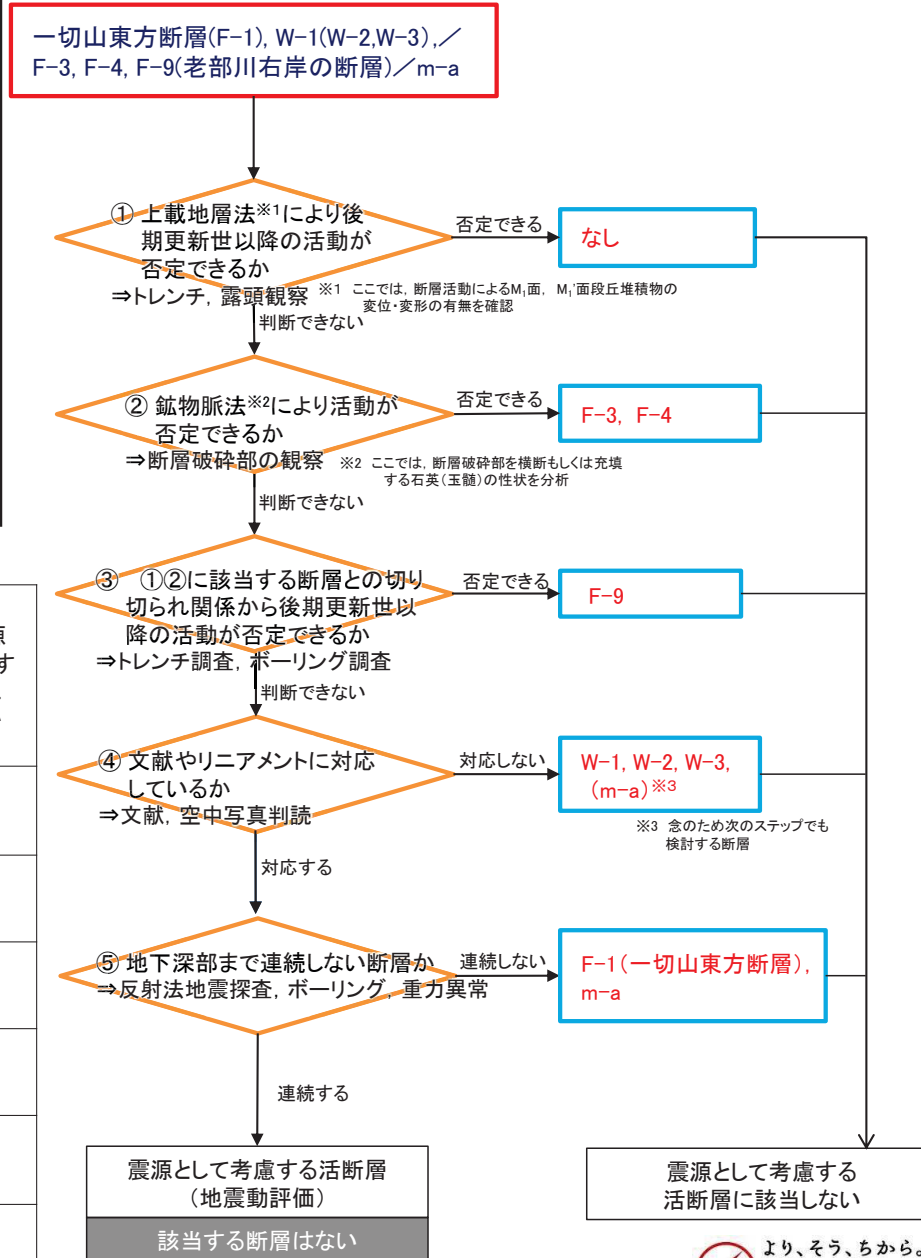 一切山東方断層(F-1), W-1(W-2,W-3),／
F-3, F-4, F-9(老部川右岸の断層)／m-a
① 上載地層法※1により後
期更新世以降の活動が
否定できるか
⇒トレンチ, 露頭観察
※1 ここでは, 断層活動によるM₁面, M₁'面段丘堆積物の
変位・変形の有無を確認
否定できる
なし
判断できない
② 鉱物脈法※2により活動が
否定できるか
⇒断層破砕部の観察
※2 ここでは, 断層破砕部を横断もしくは充填
する石英(玉髄)の性状を分析
否定できる
F-3, F-4
判断できない
③ ①②に該当する断層との切り
切られ関係から後期更新世以
降の活動が否定できるか
⇒トレンチ調査, ボーリング調査
否定できる
F-9
判断できない
す
④ 文献やリニアメントに対応
しているか
⇒文献, 空中写真判読
対応しない
W-1, W-2, W-3,
(m-a)※3
※3 念のため次のステップでも
検討する断層
対応する
⑤ 地下深部まで連続しない断層か
⇒反射法地震探査, ボーリング, 重力異常
連続しない
F-1(一切山東方断層),
m-a
連続する
震源として考慮する活断層
(地震動評価)
該当する断層はない
震源として考慮する
活断層に該当しない
より、そう、ちから。